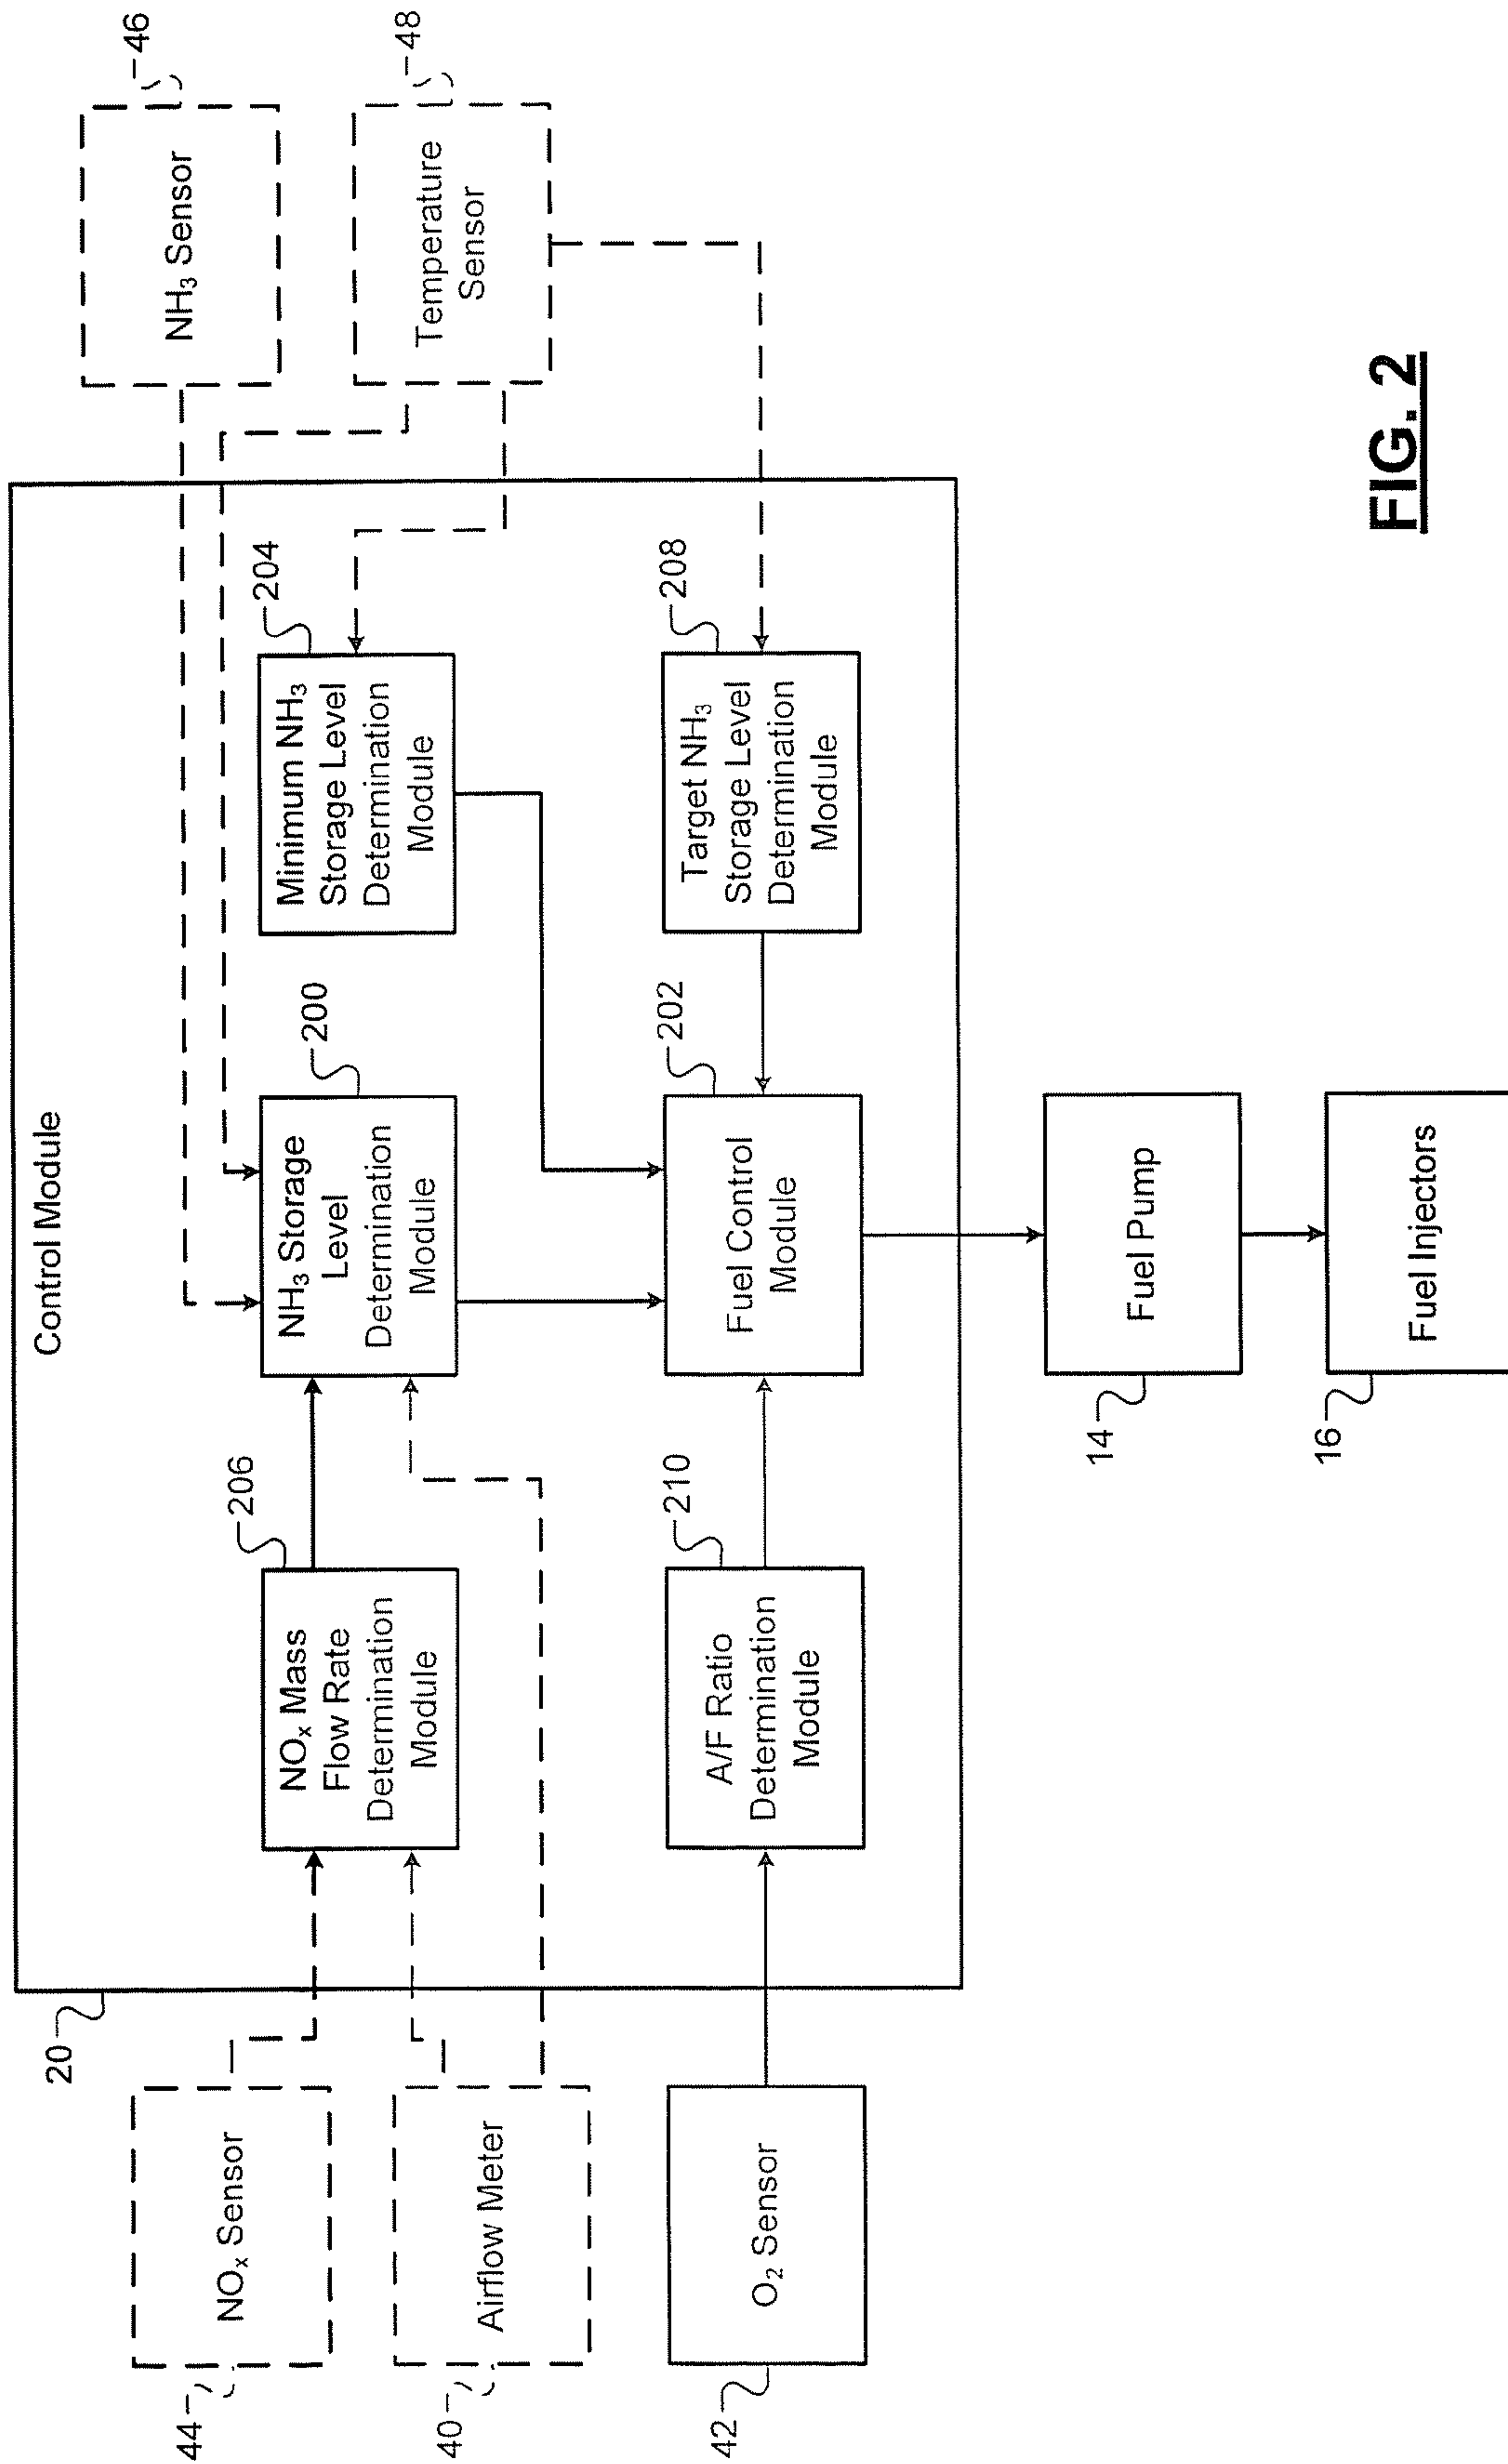 Control Module
20
44
NOₓ Sensor
40
Airflow Meter
42
O₂ Sensor
206
NOₓ Mass
Flow Rate
Determination
Module
200
NH₃ Storage
Level
Determination
Module
204
Minimum NH₃
Storage Level
Determination
Module
46
NH₃ Sensor
48
Temperature
Sensor
210
A/F Ratio
Determination
Module
202
Fuel Control
Module
208
Target NH₃
Storage Level
Determination
Module
14
Fuel Pump
16
Fuel Injectors
FIG. 2